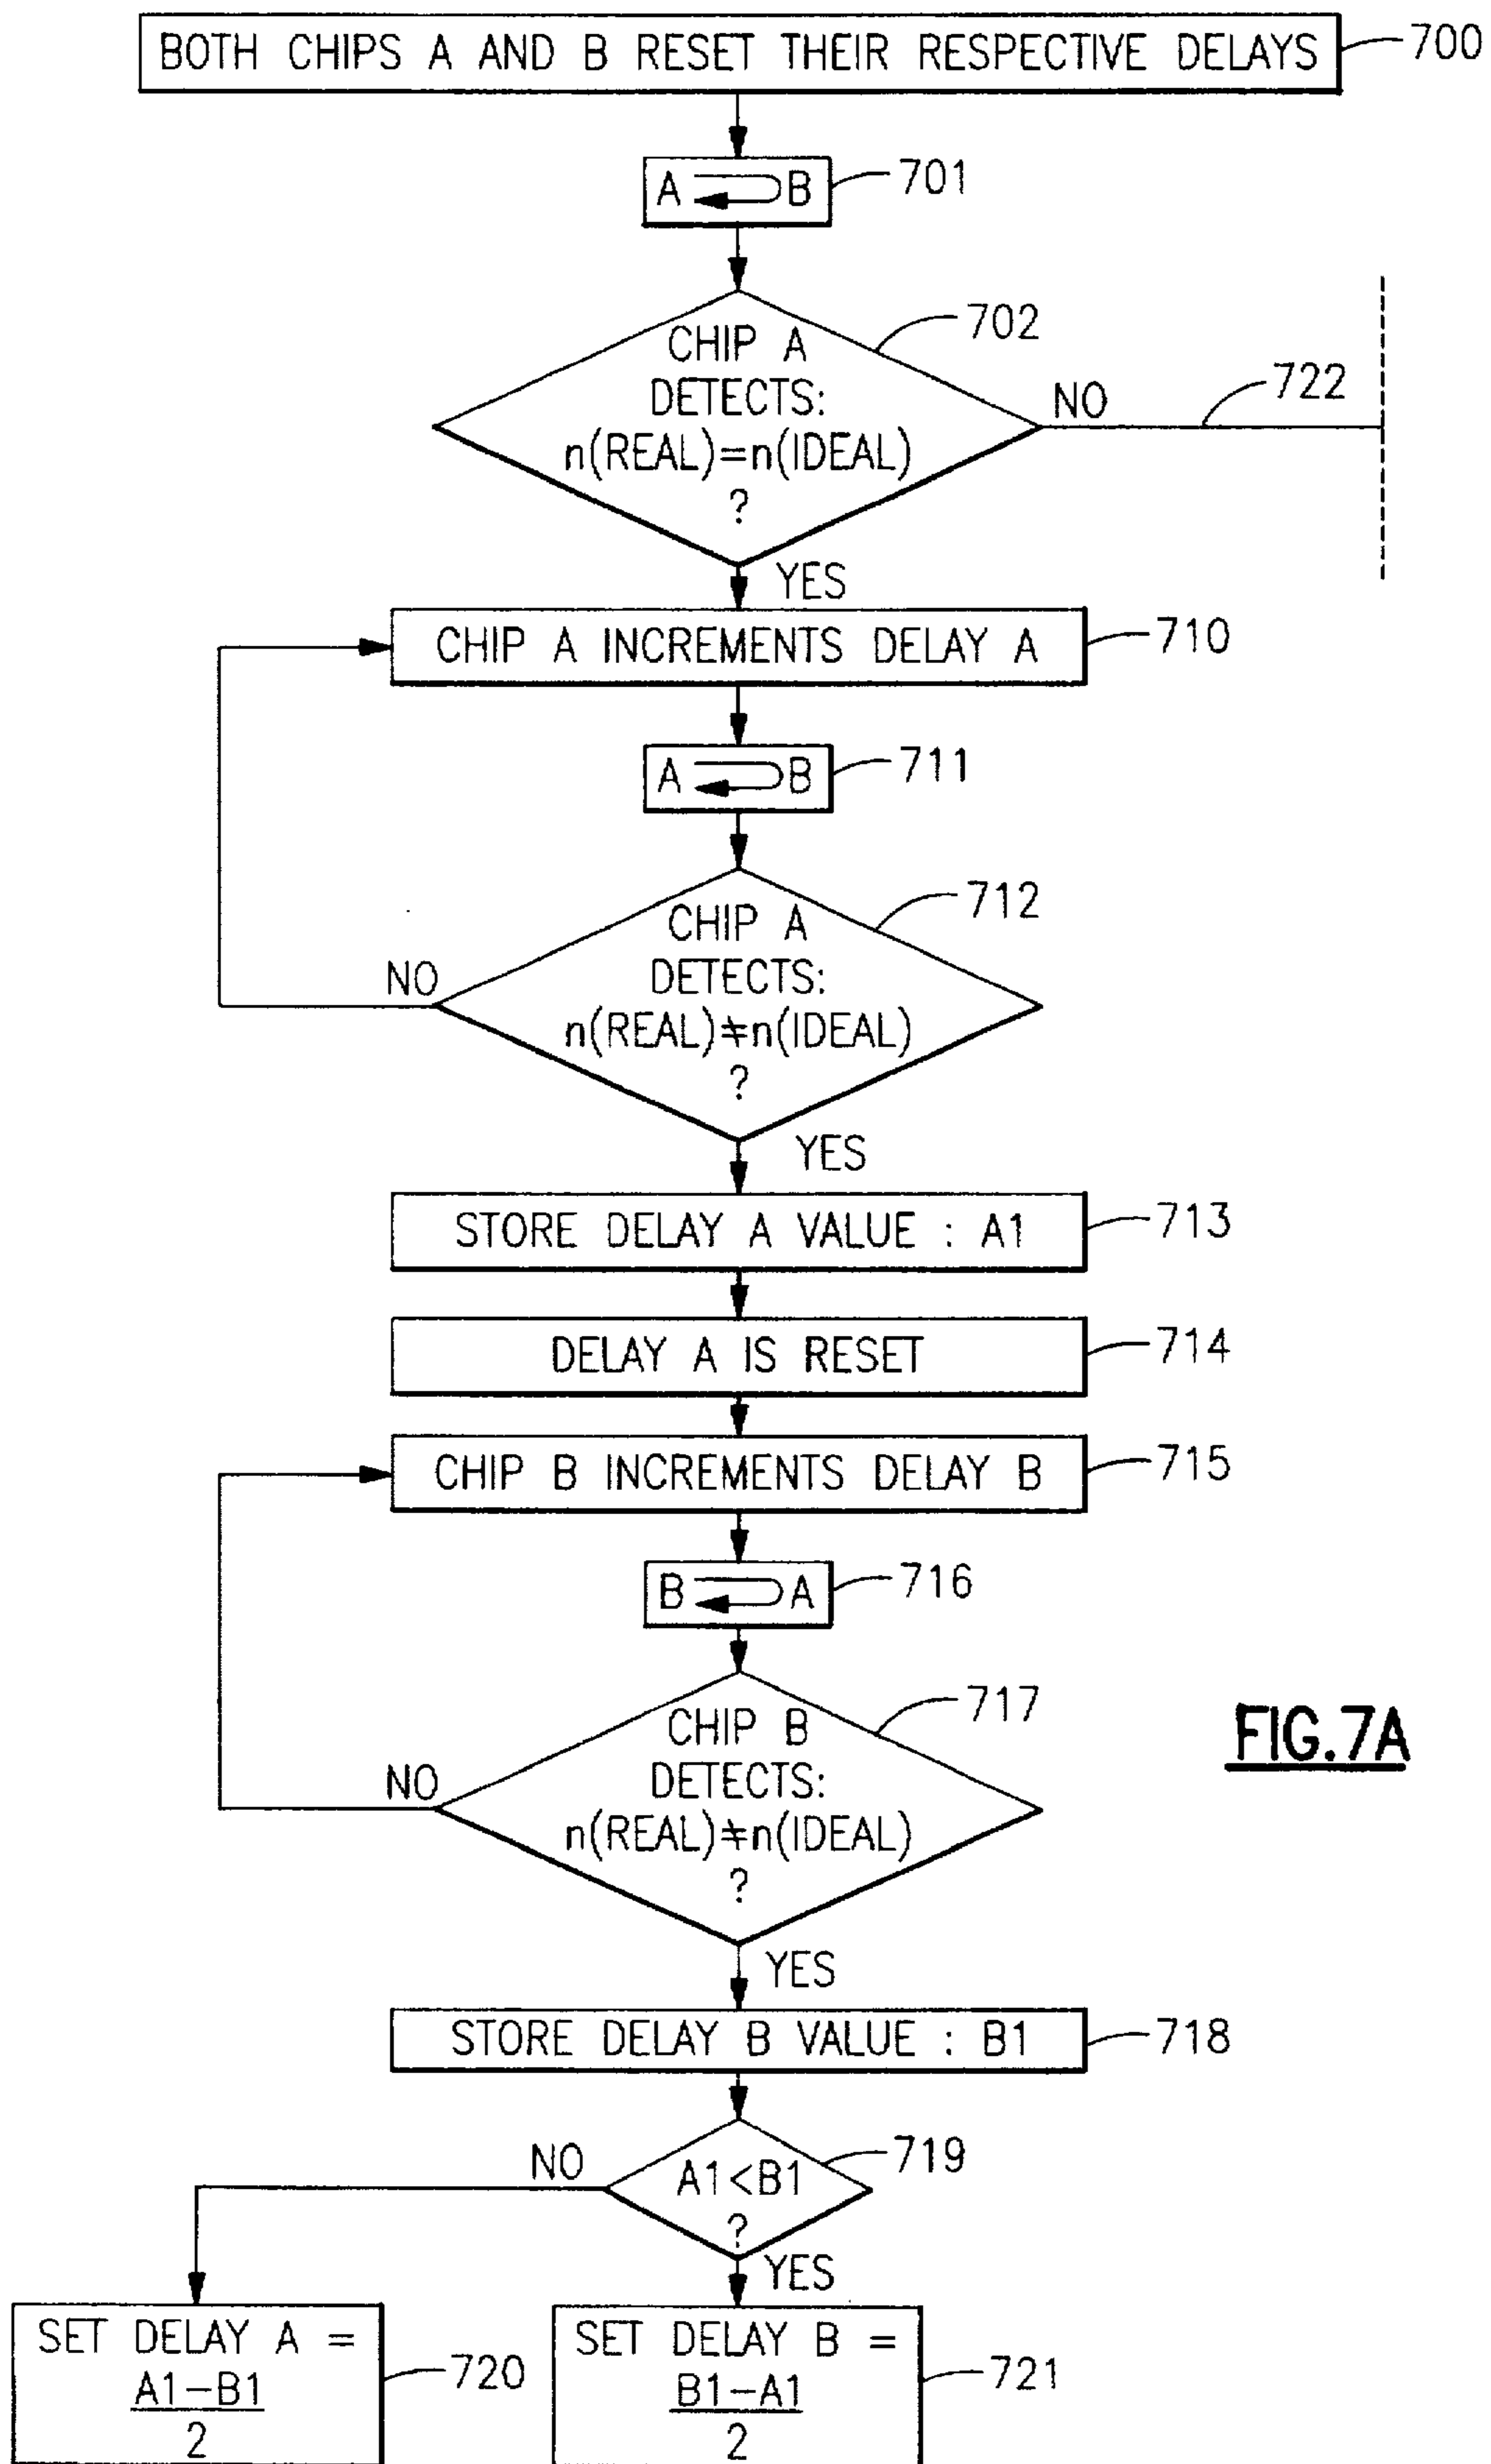 BOTH CHIPS A AND B RESET THEIR RESPECTIVE DELAYS
700
A B
701
CHIP A
DETECTS:
n(REAL)=n(IDEAL)
?
702
NO
722
YES
CHIP A INCREMENTS DELAY A
710
A B
711
CHIP A
DETECTS:
n(REAL)≠n(IDEAL)
?
712
NO
YES
STORE DELAY A VALUE : A1
713
DELAY A IS RESET
714
CHIP B INCREMENTS DELAY B
715
B A
716
CHIP B
DETECTS:
n(REAL)≠n(IDEAL)
?
717
NO
FIG.7A
YES
STORE DELAY B VALUE : B1
718
A1<B1
?
719
NO
YES
SET DELAY A =
A1-B1
2
720
SET DELAY B =
B1-A1
2
721